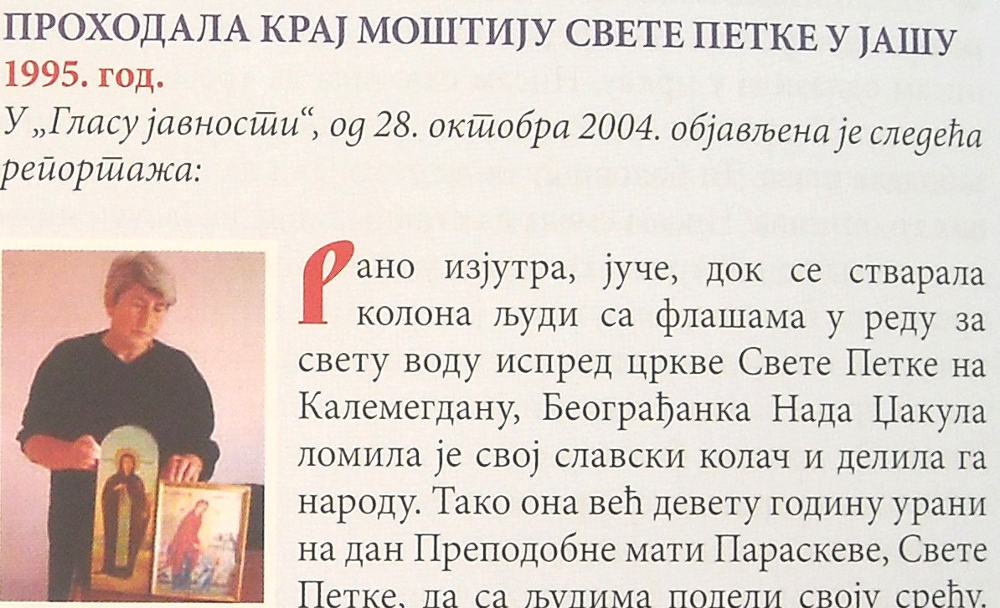 ПРОХОДАЛА КРАЈ МОШТИЈУ СВЕТЕ ПЕТКЕ У ЈАШУ
1995. год.
У „Гласу јавности“, од 28. октобра 2004. објављена је следећа
репортажа:
Рано изјутра, јуче, док се стварала
колона људи са флашама у реду за
свету воду испред цркве Свете Петке на
Калемегдану, Београђанка Нада Џакула
ломила је свој славски колач и делила га
народу. Тако она већ девету годину урани
на дан Преподобне мати Параскеве, Свете
Петке, да са људима подели своју срећу.